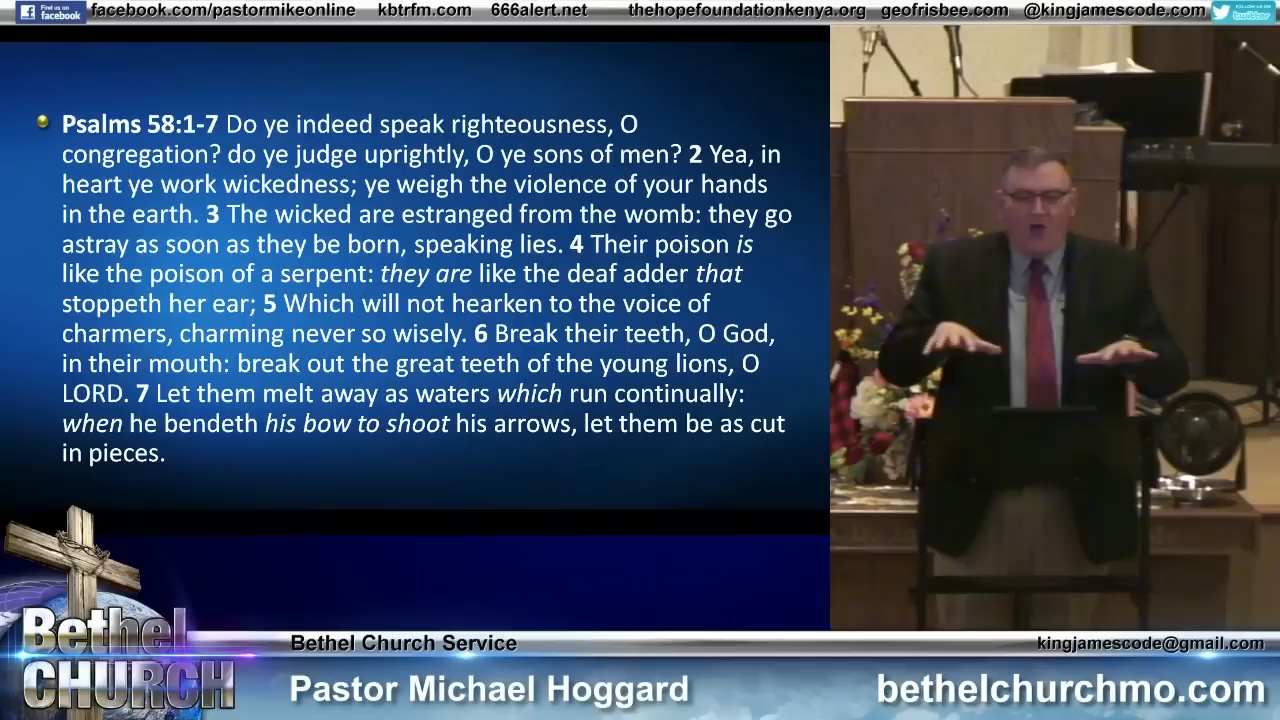 Find us on facebook facebook.com/pastormikeonline kbtrfm.com 666alert.net thehopefoundationkenya.org geofrisbee.com @kingjamescode.com FOLLOW US ON twitter
Psalms 58:1-7 Do ye indeed speak righteousness, O
congregation? do ye judge uprightly, O ye sons of men? 2 Yea, in
heart ye work wickedness; ye weigh the violence of your hands
in the earth. 3 The wicked are estranged from the womb: they go
astray as soon as they be born, speaking lies. 4 Their poison is
like the poison of a serpent: they are like the deaf adder that
stoppeth her ear; 5 Which will not hearken to the voice of
charmers, charming never so wisely. 6 Break their teeth, O God,
in their mouth: break out the great teeth of the young lions, O
LORD. 7 Let them melt away as waters which run continually:
when he bendeth his bow to shoot his arrows, let them be as cut
in pieces.
Bethel
CHURCH
Bethel Church Service kingjamescode@gmail.com
Pastor Michael Hoggard bethelchurchmo.com